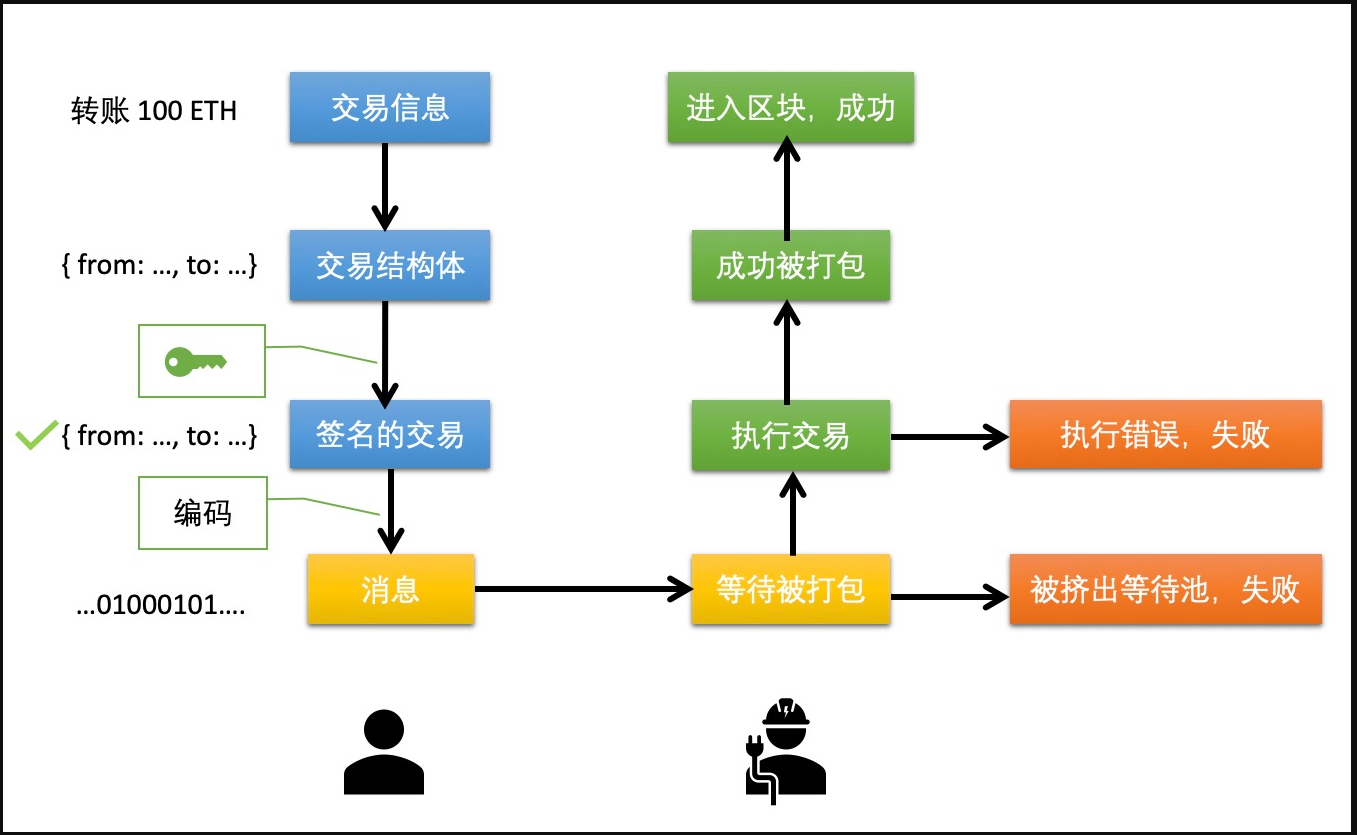 转账 100 ETH
交易信息
进入区块，成功
{ from: ..., to: ...}
交易结构体
成功被打包
{ from: ..., to: ...}
签名的交易
执行交易
执行错误，失败
编码
...01000101....
消息
等待被打包
被挤出等待池，失败